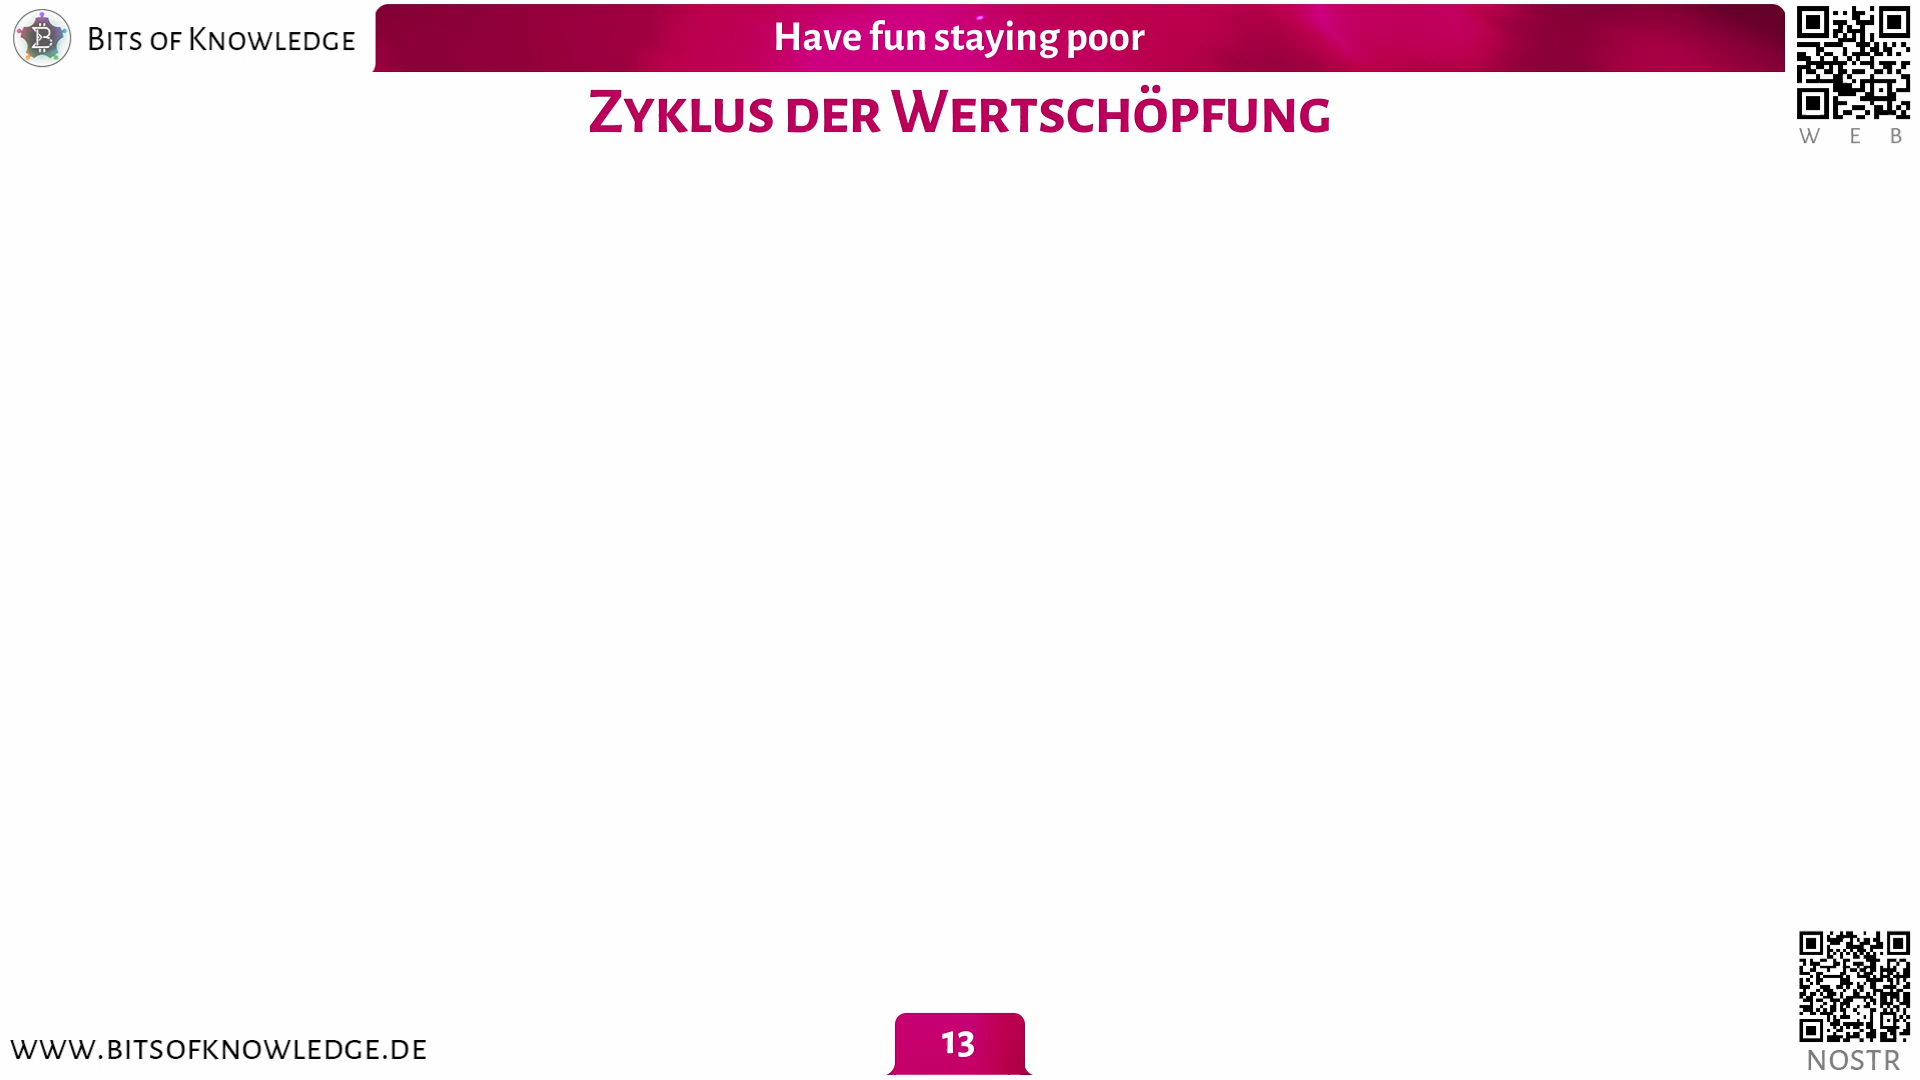 Bits of Knowledge
Have fun staying poor
Zyklus der Wertschöpfung
W E B
13
www.bitsofknowledge.de
NOSTR